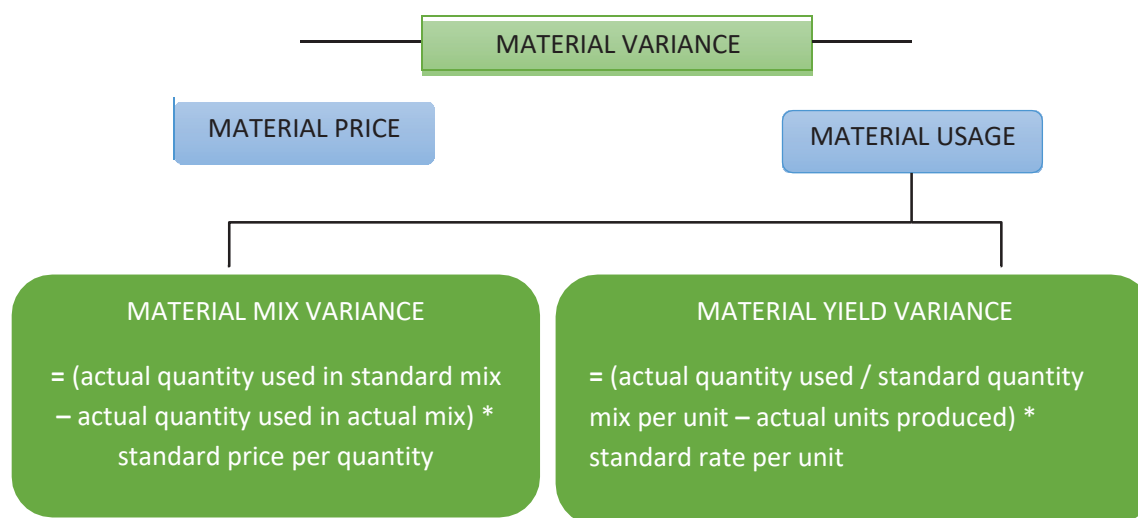 MATERIAL VARIANCE
MATERIAL PRICE
MATERIAL USAGE
MATERIAL MIX VARIANCE
= (actual quantity used in standard mix
– actual quantity used in actual mix) *
standard price per quantity
MATERIAL YIELD VARIANCE
= (actual quantity used / standard quantity
mix per unit – actual units produced) *
standard rate per unit